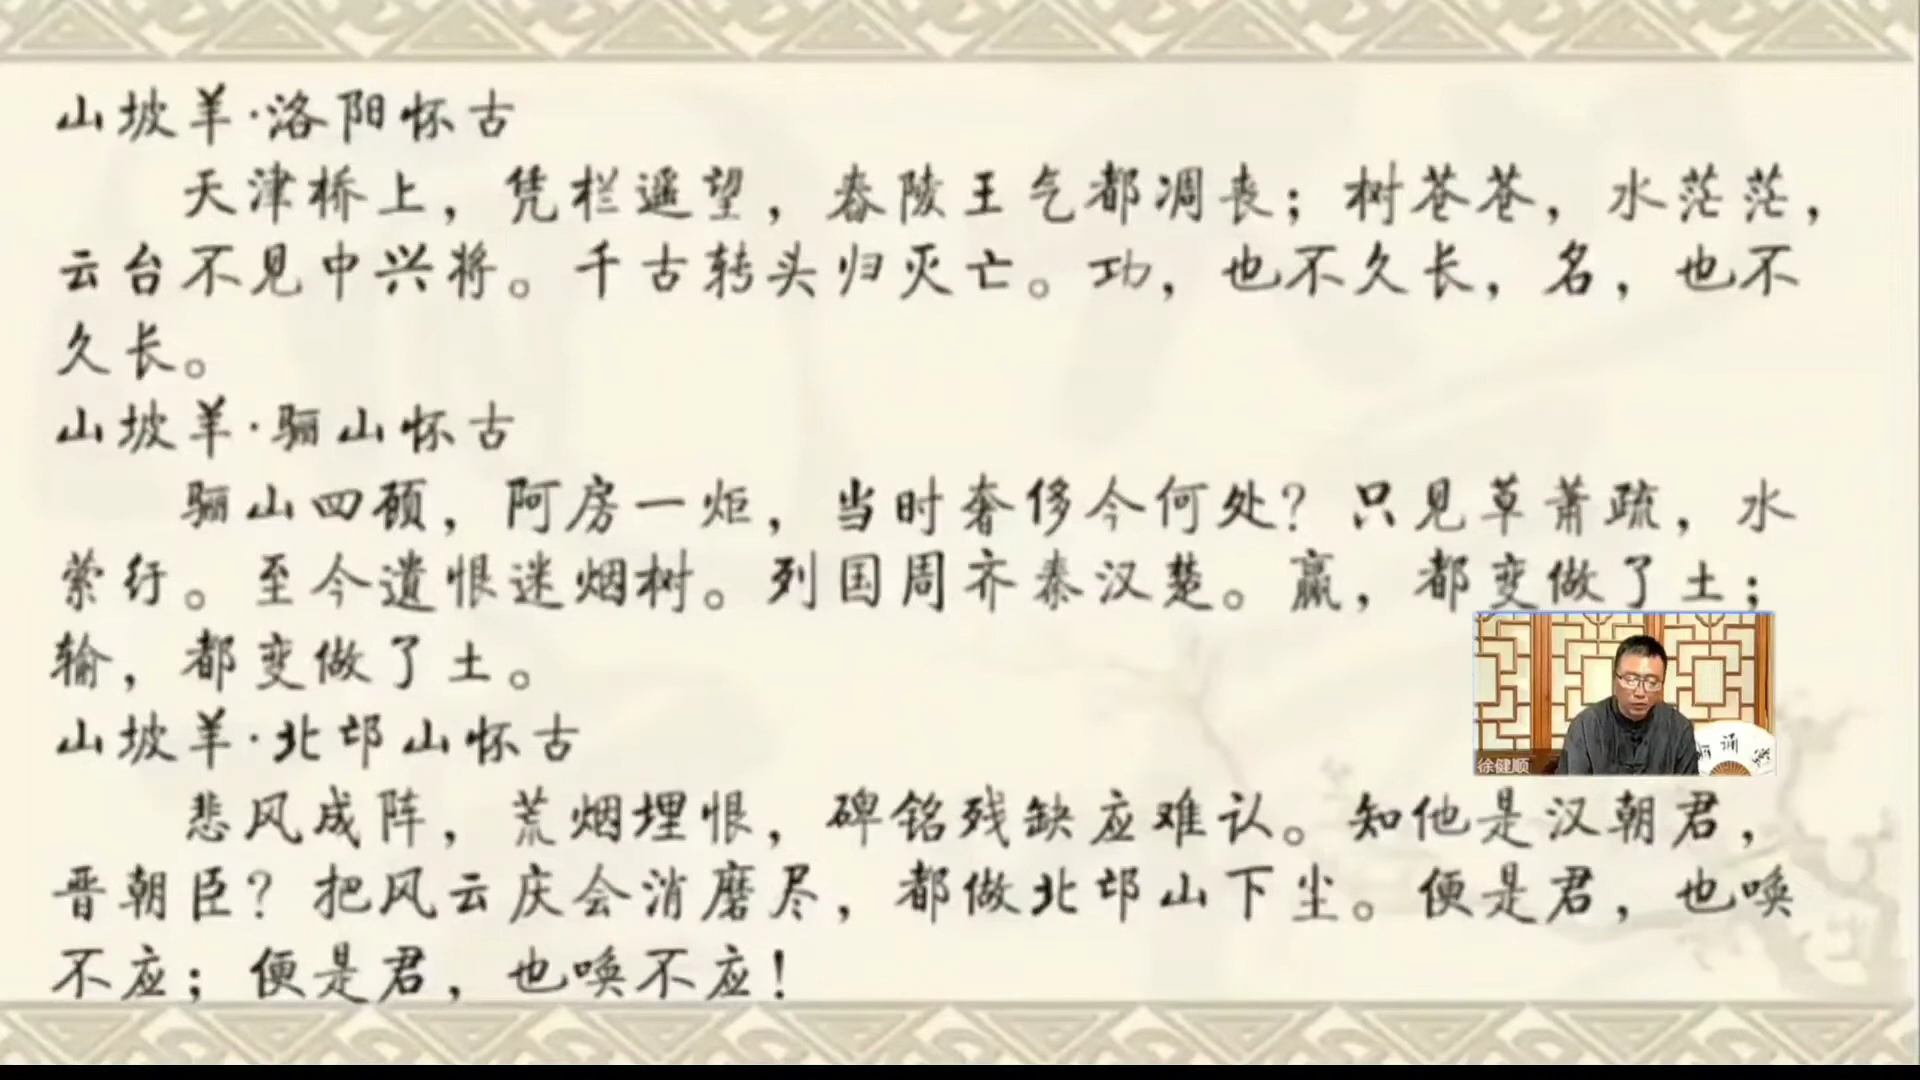 山坡羊·洛阳怀古
天津桥上，凭栏遥望，舂陵王气都凋丧；树苍苍，水茫茫，
云台不见中兴将。千古转头归灭亡。功，也不久长，名，也不
久长。
山坡羊·骊山怀古
骊山四顾，阿房一炬，当时奢侈今何处？只见草萧疏，水
萦纡。至今遗恨迷烟树。列国周齐秦汉楚。赢，都变做了土；
输，都变做了土。
山坡羊·北邙山怀古
悲风成阵，荒烟埋恨，碑铭残缺应难认。知他是汉朝君，
晋朝臣？把风云庆会消磨尽，都做北邙山下尘。便是君，也唤
不应；便是君，也唤不应！
徐健顺
诵